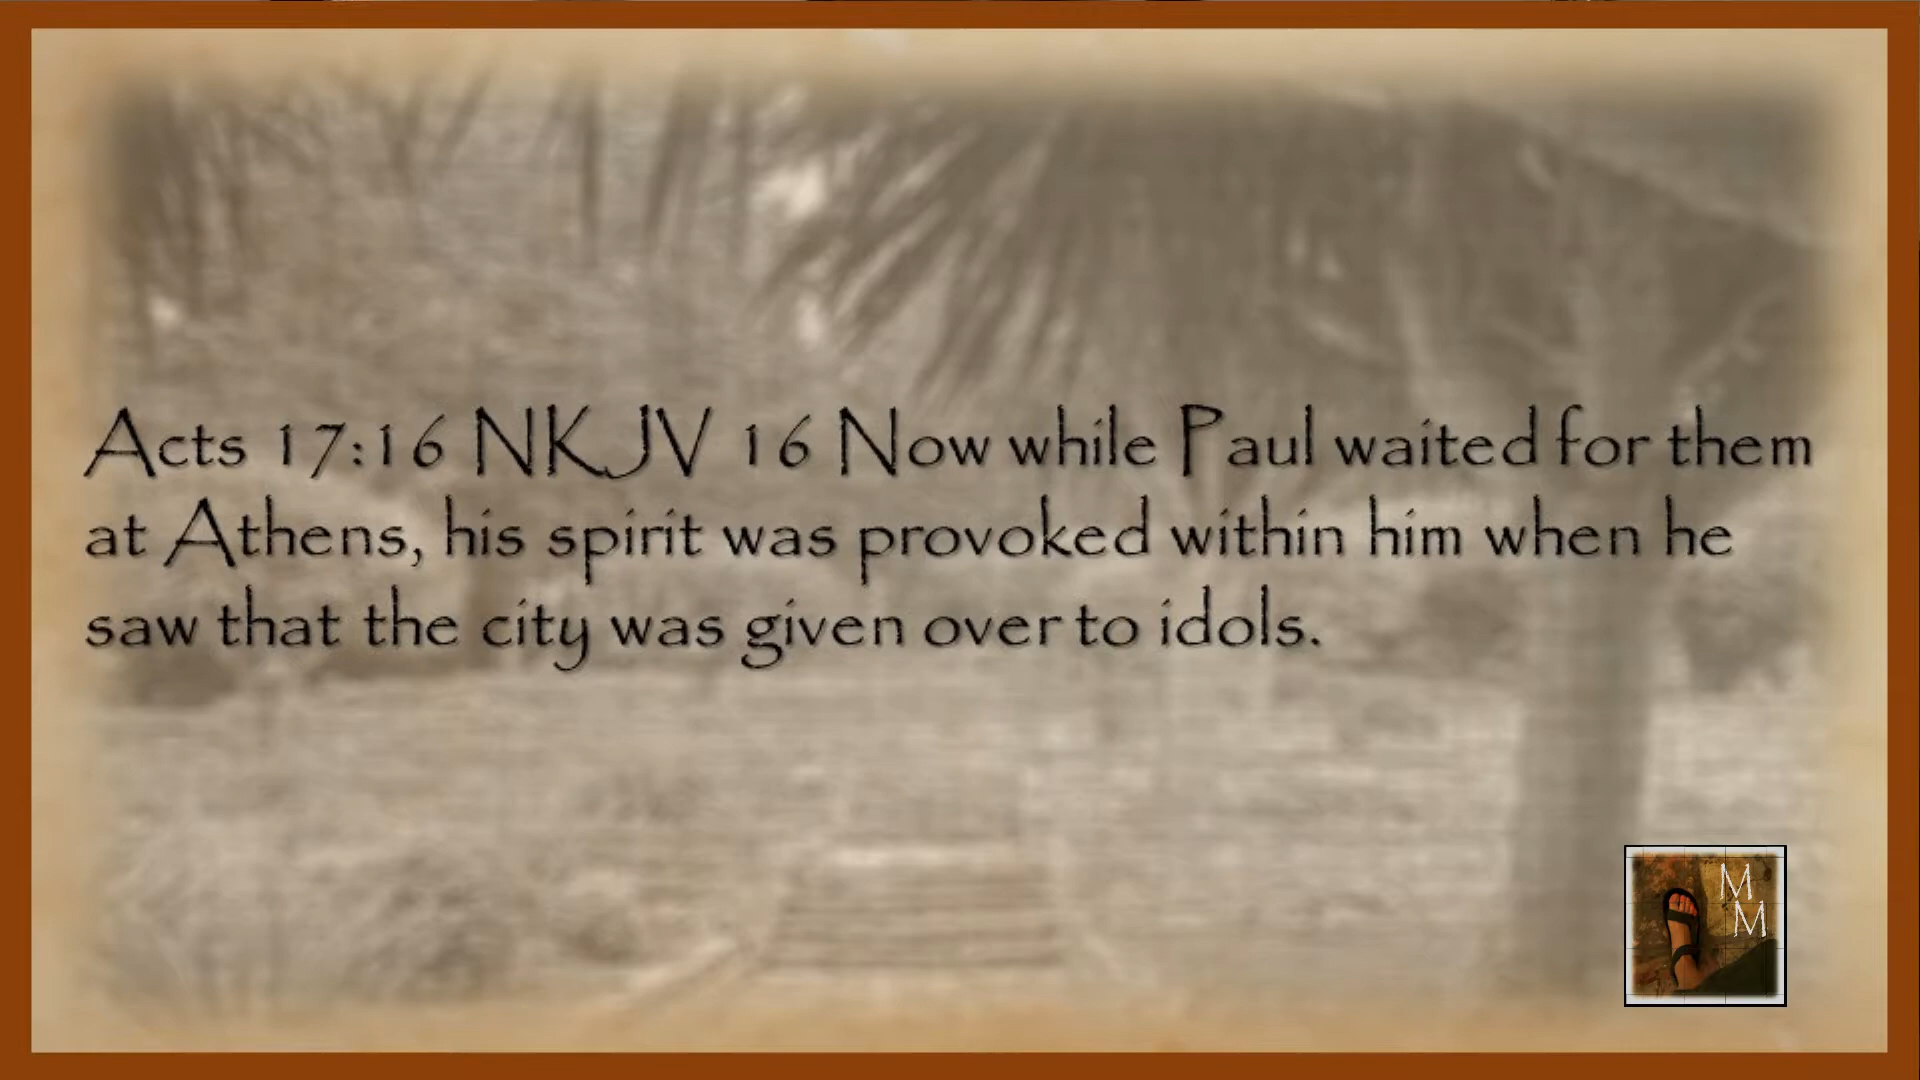 Acts 17:16 NKJV 16 Now while Paul waited for them
at Athens, his spirit was provoked within him when he
saw that the city was given over to idols.
M
M